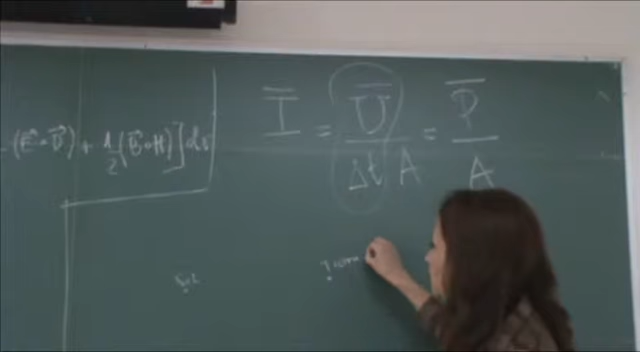 (E⃗∘D⃗) + 1/2 (B⃗∘H⃗)] dv
I̿ = U̅/Δt A = P̅/A